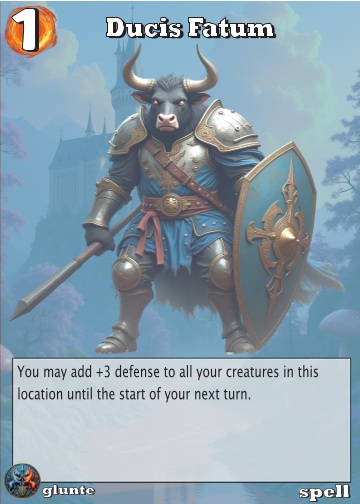 1
Ducis Fatum
You may add +3 defense to all your creatures in this
location until the start of your next turn.
glunte
spell